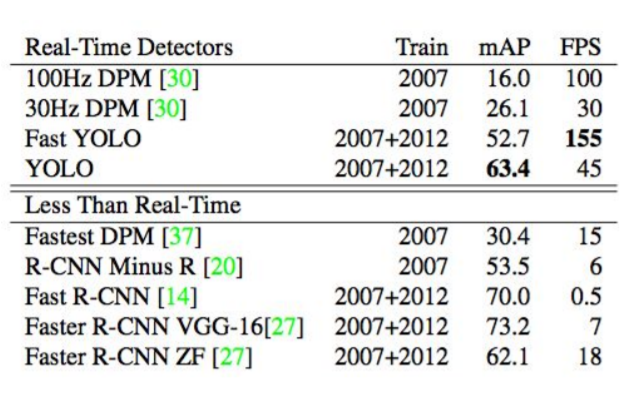 Real-Time Detectors Train mAP FPS
100Hz DPM [30] 2007 16.0 100
30Hz DPM [30] 2007 26.1 30
Fast YOLO 2007+2012 52.7 155
YOLO 2007+2012 63.4 45
Less Than Real-Time
Fastest DPM [37] 2007 30.4 15
R-CNN Minus R [20] 2007 53.5 6
Fast R-CNN [14] 2007+2012 70.0 0.5
Faster R-CNN VGG-16[27] 2007+2012 73.2 7
Faster R-CNN ZF [27] 2007+2012 62.1 18